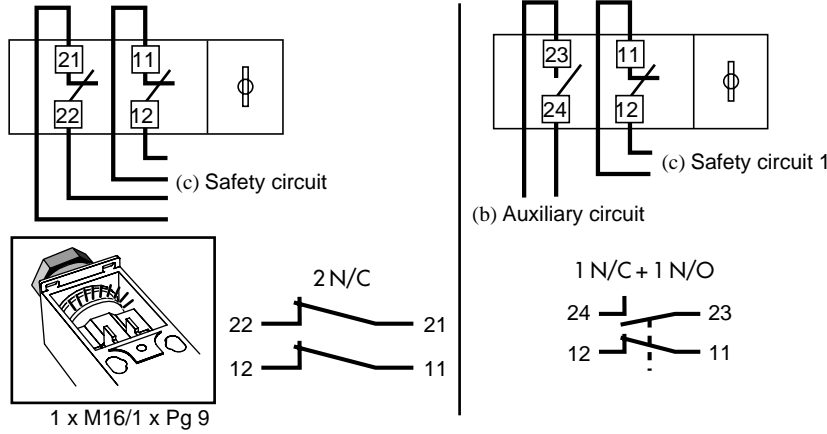 21 11
22 12
(c) Safety circuit
2 N/C
22 21
12 11
1 x M16/1 x Pg 9
23 11
24 12
(c) Safety circuit 1
(b) Auxiliary circuit
1 N/C + 1 N/O
24 23
12 11